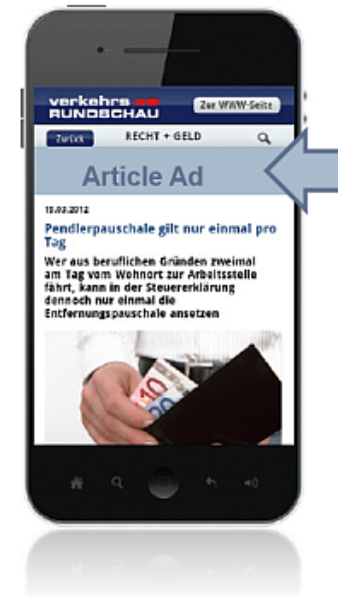 verkehrs
RUNDSCHAU
Zur WWW-Seite
Zurück
RECHT + GELD
Article Ad
19.03.2012
Pendlerpauschale gilt nur einmal pro
Tag
Wer aus beruflichen Gründen zweimal
am Tag vom Wohnort zur Arbeitsstelle
fährt, kann in der Steuererklärung
dennoch nur einmal die
Entfernungspauschale ansetzen
10
20